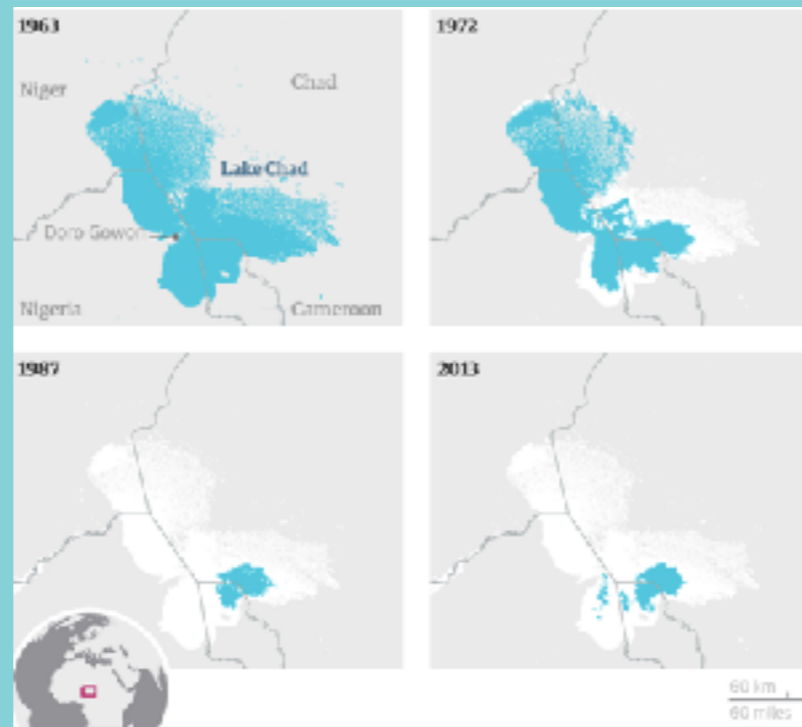 1963
Niger
Chad
Lake Chad
Doro Gowon
Nigeria
Cameroon
1972
1987
2013
60 km
60 miles